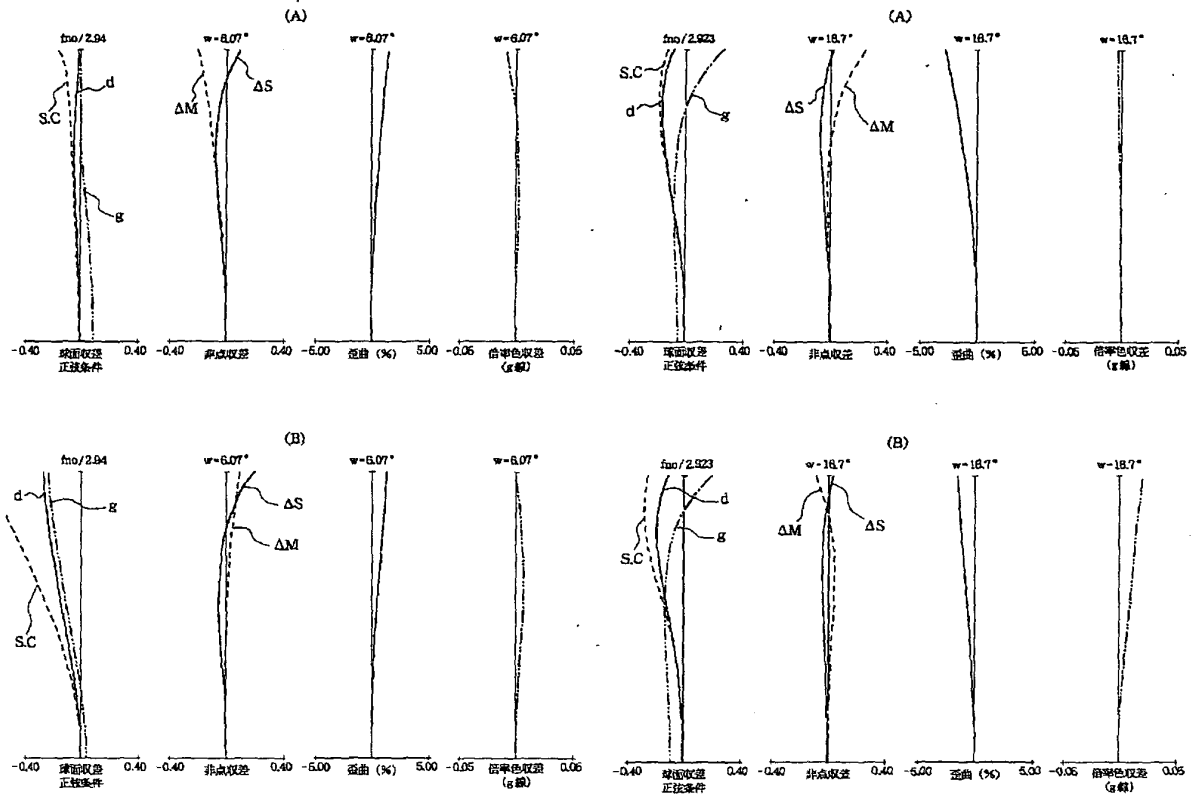 (A)
fno/2.94
w=6.07°
w=6.07°
w=6.07°
d
S.C
g
ΔS
ΔM
-0.40
0.40
球面収差
正弦条件
-0.40
0.40
非点収差
-5.00
5.00
歪曲 (%)
-0.05
0.05
倍率色収差
(g線)
(A)
fno/2.923
w=16.7°
w=16.7°
w=16.7°
S.C
d
g
ΔS
ΔM
-0.40
0.40
球面収差
正弦条件
-0.40
0.40
非点収差
-5.00
5.00
歪曲 (%)
-0.05
0.05
倍率色収差
(g線)
(B)
fno/2.94
w=6.07°
w=6.07°
w=6.07°
d
g
S.C
ΔS
ΔM
-0.40
0.40
球面収差
正弦条件
-0.40
0.40
非点収差
-5.00
5.00
歪曲 (%)
-0.05
0.05
倍率色収差
(g線)
(B)
fno/2.923
w=16.7°
w=16.7°
w=16.7°
d
g
S.C
ΔM
ΔS
-0.40
0.40
球面収差
正弦条件
-0.40
0.40
非点収差
-5.00
5.00
歪曲 (%)
-0.05
0.05
倍率色収差
(g線)